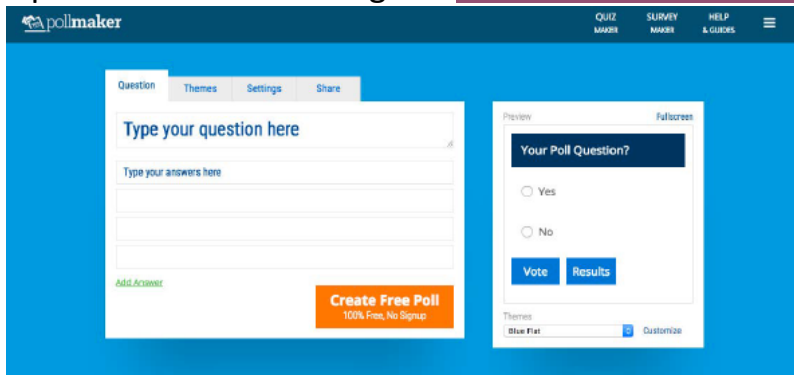 pollmaker
QUIZ MAKER
SURVEY MAKER
HELP & GUIDES
Question Themes Settings Share
Type your question here
Type your answers here
Add Answer
Create Free Poll
100% Free, No Signup
Preview Fullscreen
Your Poll Question?
Yes
No
Vote Results
Themes
Blue Flat Customize